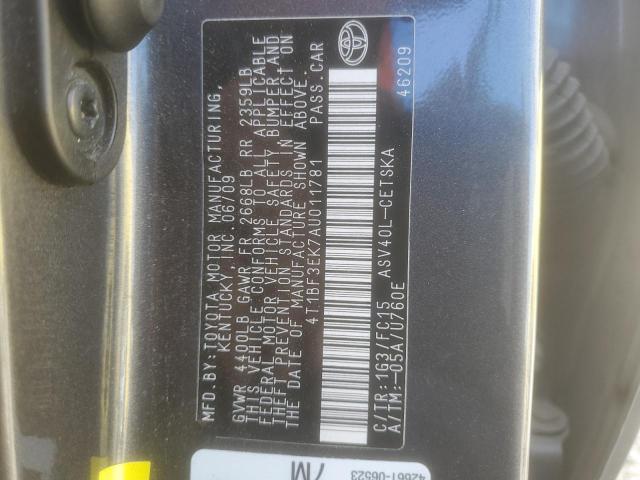 MFD BY:TOYOTA MOTOR MANUFACTURING,
KENTUCKY, INC. 06/09
GVWR 4400LB GAWR FR 2668LB RR 2359LB
THIS VEHICLE CONFORMS TO ALL APPLICABLE
FEDERAL MOTOR VEHICLE SAFETY, BUMPER AND
THEFT PREVENTION STANDARDS IN EFFECT ON
THE DATE OF MANUFACTURE SHOWN ABOVE.
4T1BF3EK7AU011781 PASS.CAR
C/TR:1G3/FC15 ASV40L-CETSKA
A/TM:-05A/U760E 46209
7M
42661-06523